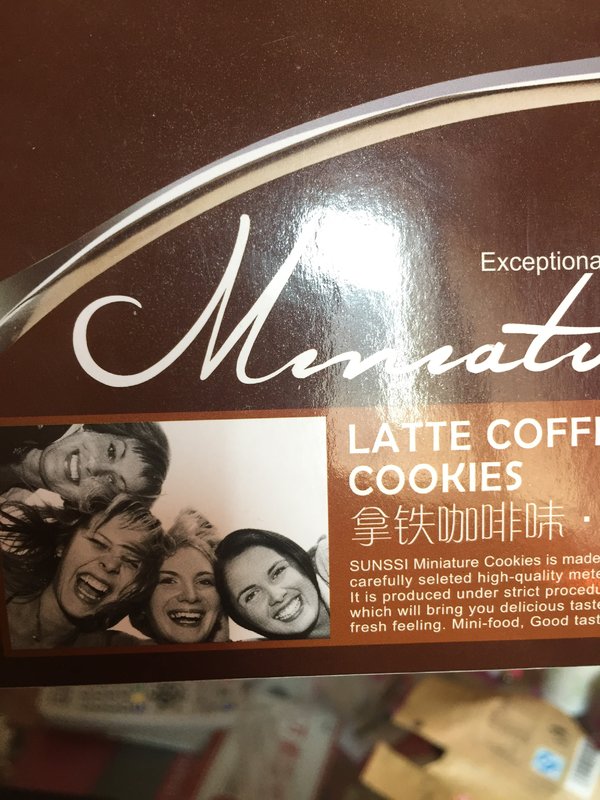 Exceptiona
Miniatu
LATTE COFF
COOKIES
拿铁咖啡味 ·
SUNSSI Miniature Cookies is made
carefully seleted high-quality mete
It is produced under strict procedu
which will bring you delicious taste
fresh feeling. Mini-food, Good tast